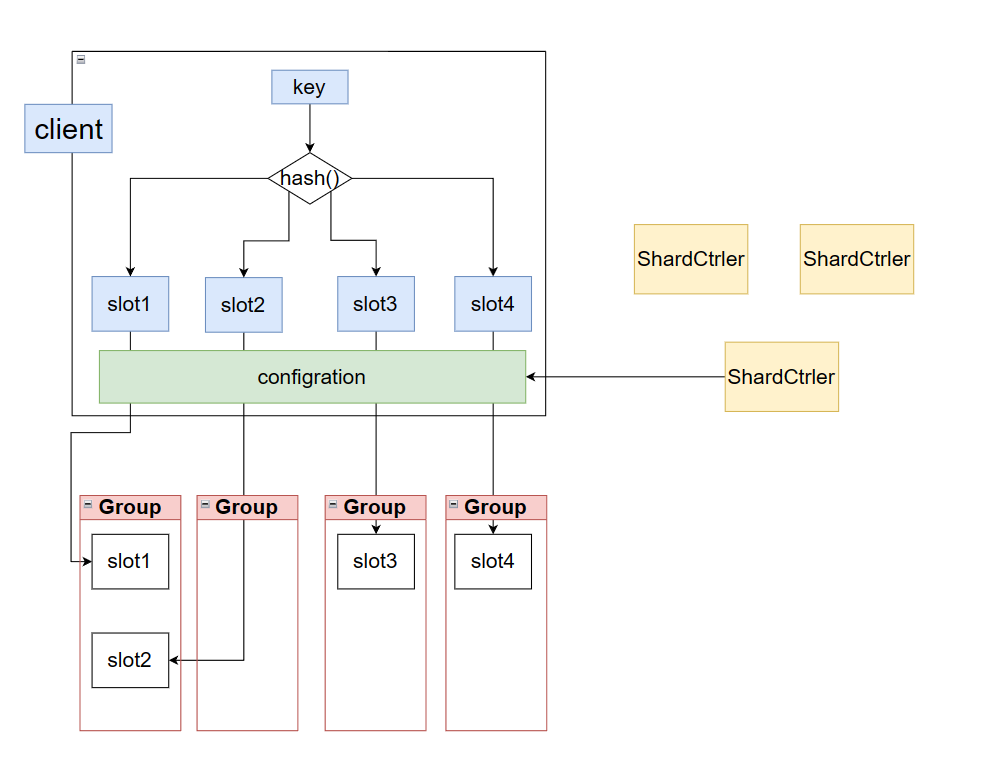 key
client
hash()
slot1
slot2
slot3
slot4
ShardCtrler
ShardCtrler
configration
ShardCtrler
Group
Group
Group
Group
slot1
slot3
slot4
slot2